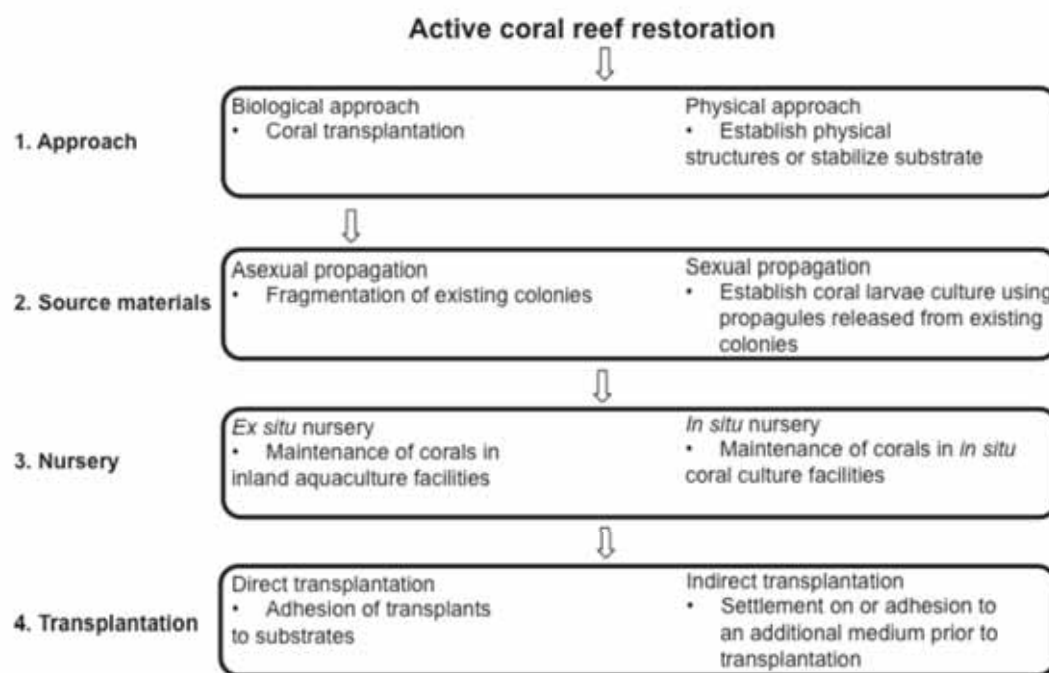 Active coral reef restoration
1. Approach
Biological approach
• Coral transplantation
Physical approach
• Establish physical
structures or stabilize substrate
2. Source materials
Asexual propagation
• Fragmentation of existing colonies
Sexual propagation
• Establish coral larvae culture using
propagules released from existing
colonies
3. Nursery
Ex situ nursery
• Maintenance of corals in
inland aquaculture facilities
In situ nursery
• Maintenance of corals in in situ
coral culture facilities
4. Transplantation
Direct transplantation
• Adhesion of transplants
to substrates
Indirect transplantation
• Settlement on or adhesion to
an additional medium prior to
transplantation